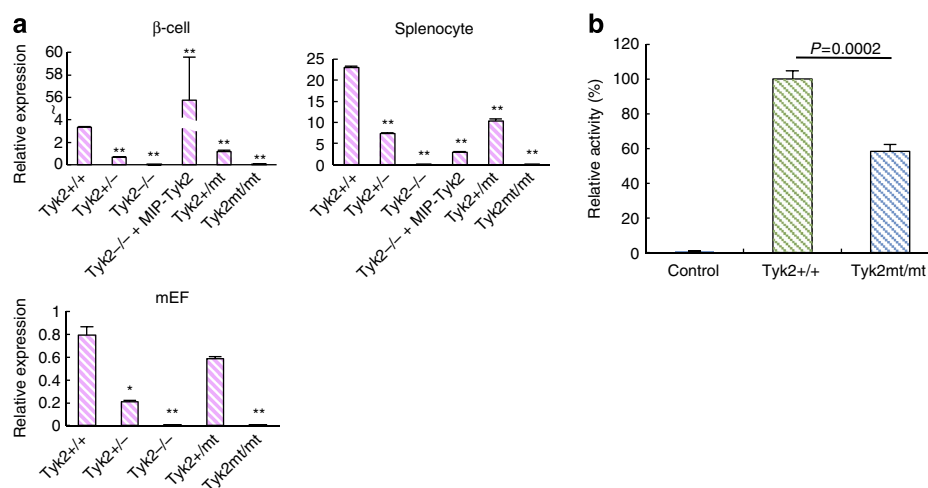 a
β-cell
Relative expression
60
58
56
~
4
2
0
**
**
**
**
**
Tyk2+/+
Tyk2+/−
Tyk2−/−
Tyk2−/− + MIP-Tyk2
Tyk2+/mt
Tyk2mt/mt
Splenocyte
25
20
15
10
5
0
**
**
**
**
**
Tyk2+/+
Tyk2+/−
Tyk2−/−
Tyk2−/− + MIP-Tyk2
Tyk2+/mt
Tyk2mt/mt
mEF
Relative expression
1
0.8
0.6
0.4
0.2
0
*
**
**
Tyk2+/+
Tyk2+/−
Tyk2−/−
Tyk2+/mt
Tyk2mt/mt
b
Relative activity (%)
120
100
80
60
40
20
0
P=0.0002
Control
Tyk2+/+
Tyk2mt/mt